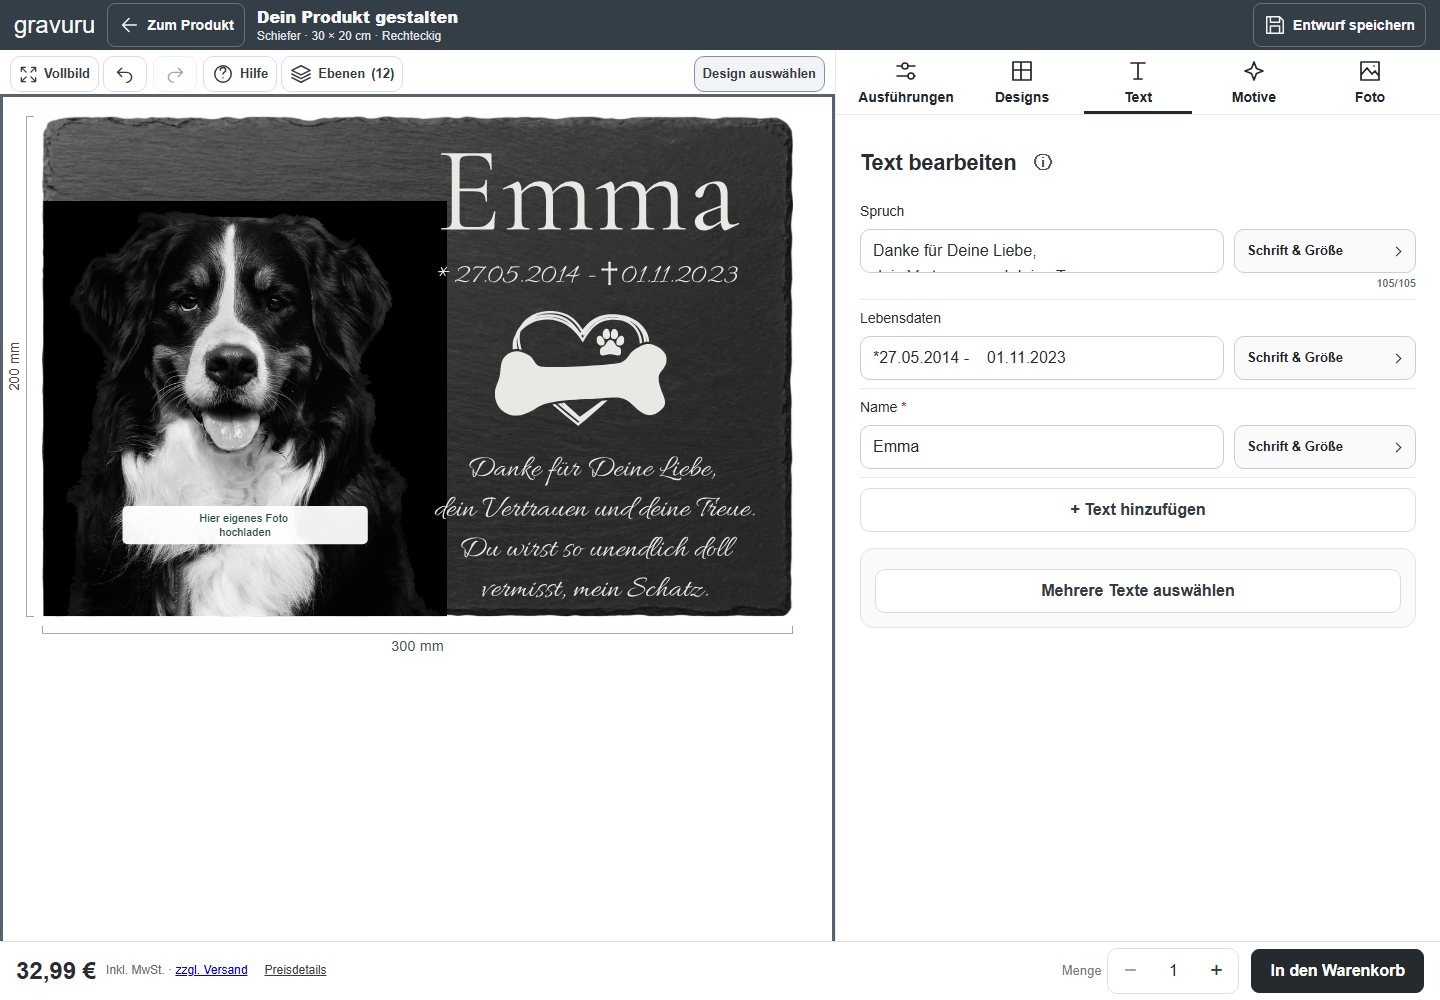 gravuru
Zum Produkt
Dein Produkt gestalten
Schiefer · 30 × 20 cm · Rechteckig
Entwurf speichern
Vollbild
Hilfe
Ebenen (12)
Design auswählen
Ausführungen
Designs
Text
Motive
Foto
Emma
* 27.05.2014 - †01.11.2023
Danke für Deine Liebe,
dein Vertrauen und deine Treue.
Du wirst so unendlich doll
vermisst, mein Schatz.
Hier eigenes Foto
hochladen
200 mm
300 mm
Text bearbeiten
Spruch
Danke für Deine Liebe,
Schrift & Größe
105/105
Lebensdaten
*27.05.2014 -    01.11.2023
Schrift & Größe
Name *
Emma
Schrift & Größe
+ Text hinzufügen
Mehrere Texte auswählen
32,99 €
Inkl. MwSt. · zzgl. Versand
Preisdetails
Menge
− 1 +
In den Warenkorb